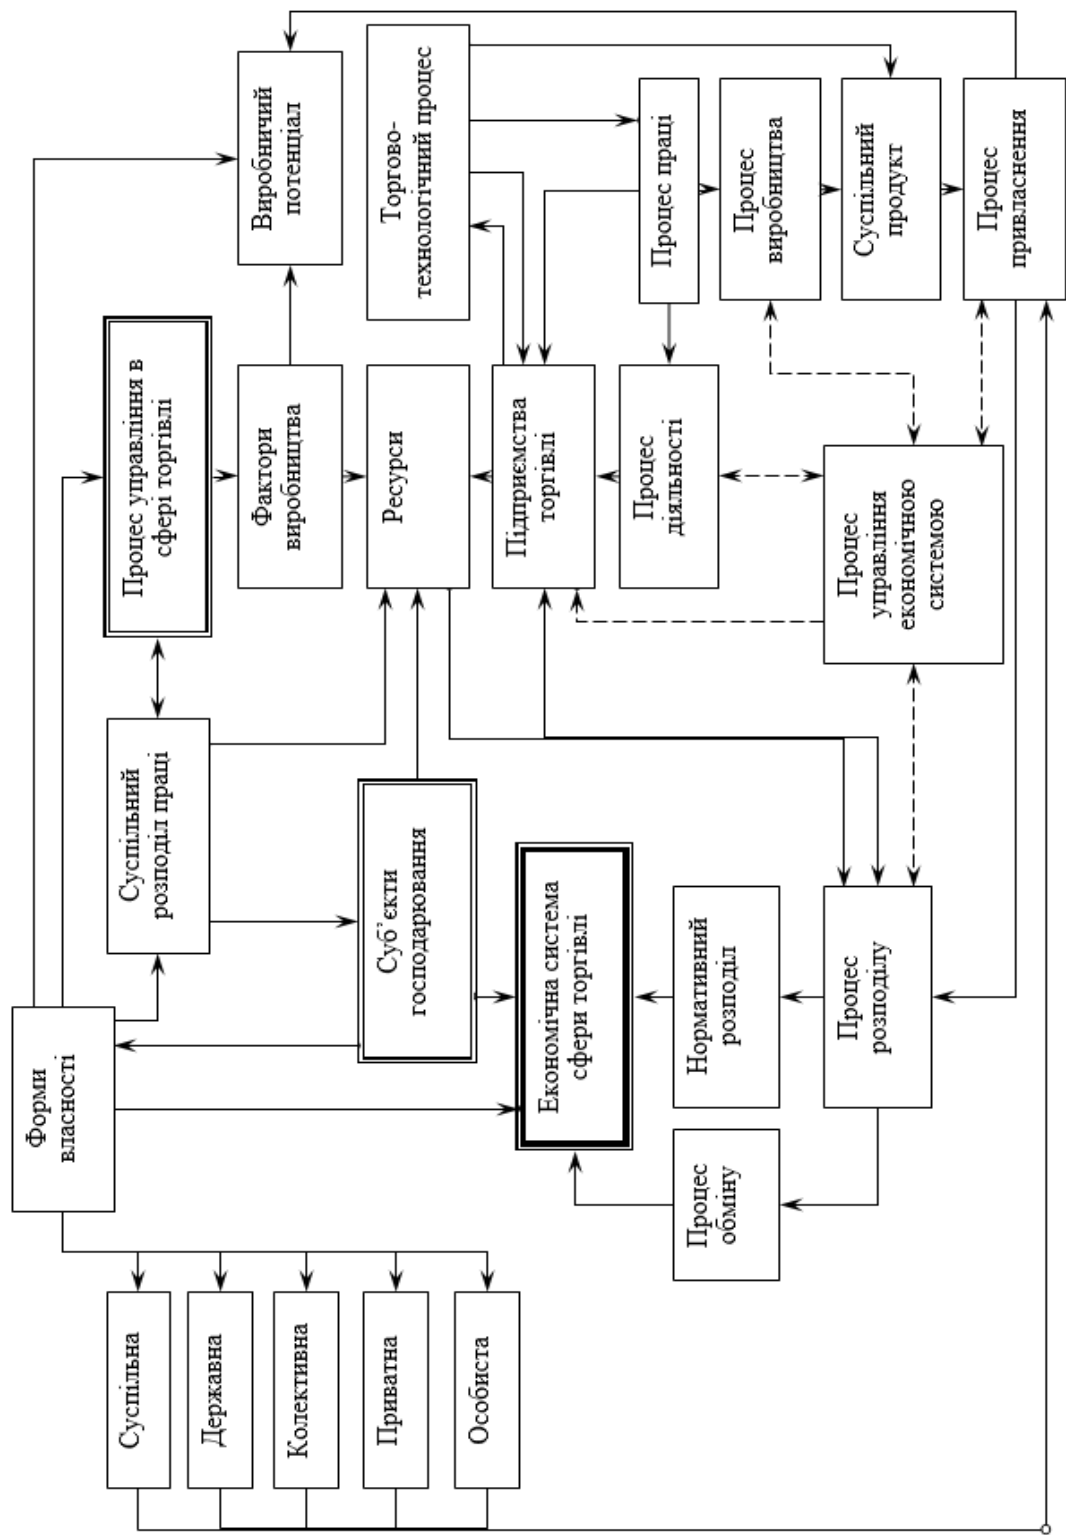 Форми
власності
Суспільна
Державна
Колективна
Приватна
Особиста
Суспільний
розподіл праці
Процес управління в
сфері торгівлі
Виробничий
потенціал
Фактори
виробництва
Суб’єкти
господарювання
Ресурси
Торгово-
технологічний процес
Економічна система
сфери торгівлі
Підприємства
торгівлі
Процес праці
Процес
діяльності
Процес
обміну
Нормативний
розподіл
Процес
виробництва
Процес
розподілу
Процес
управління
економічною
системою
Суспільний
продукт
Процес
привласнення